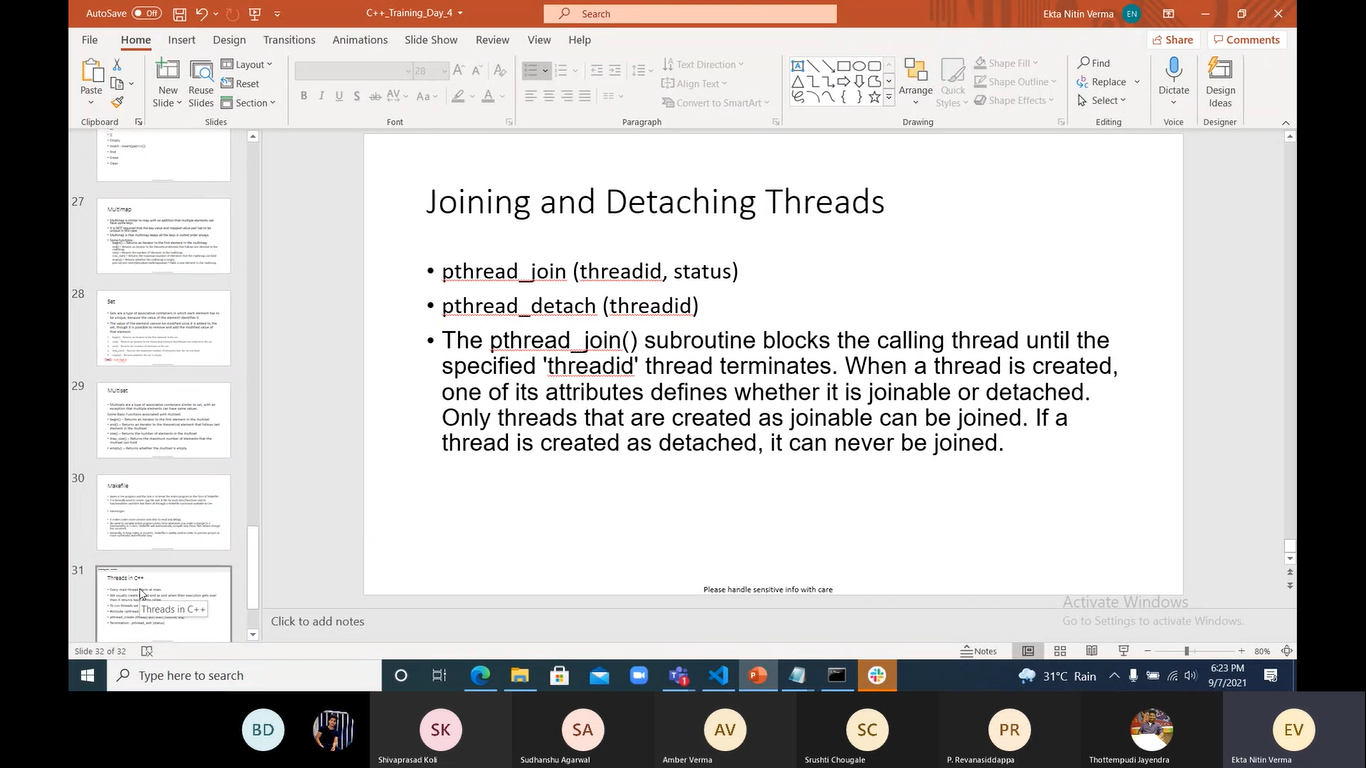 AutoSave Off C++_Training_Day_4 Search Ekta Nitin Verma EN
File Home Insert Design Transitions Animations Slide Show Review View Help Share Comments
Paste New Slide Reuse Slides Layout Reset Section 28 Text Direction Align Text Convert to SmartArt Arrange Quick Styles Shape Fill Shape Outline Shape Effects Find Replace Select Dictate Design Ideas
Clipboard Slides Font Paragraph Drawing Editing Voice Designer
27
Multimap
28
Set
29
Multiset
30
Makefile
31
Threads in C++
Threads in C++
Joining and Detaching Threads
• pthread_join (threadid, status)
• pthread_detach (threadid)
• The pthread_join() subroutine blocks the calling thread until the
specified 'threadid' thread terminates. When a thread is created,
one of its attributes defines whether it is joinable or detached.
Only threads that are created as joinable can be joined. If a
thread is created as detached, it can never be joined.
Please handle sensitive info with care
Activate Windows
Go to Settings to activate Windows.
Click to add notes
Slide 32 of 32 Notes 80%
Type here to search 31°C Rain 6:23 PM
9/7/2021
BD SK SA AV SC PR EV
Shivaprasad Koli Sudhanshu Agarwal Amber Verma Srushti Chougale P. Revanasiddappa Thottempudi Jayendra Ekta Nitin Verma